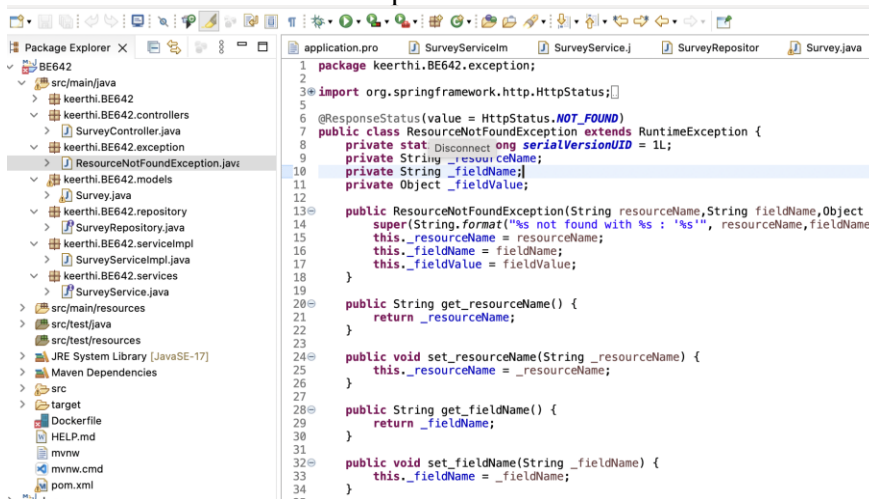 Package Explorer
BE642
src/main/java
keerthi.BE642
keerthi.BE642.controllers
SurveyController.java
keerthi.BE642.exception
ResourceNotFoundException.java
keerthi.BE642.models
Survey.java
keerthi.BE642.repository
SurveyRepository.java
keerthi.BE642.serviceImpl
SurveyServiceImpl.java
keerthi.BE642.services
SurveyService.java
src/main/resources
src/test/java
src/test/resources
JRE System Library [JavaSE-17]
Maven Dependencies
src
target
Dockerfile
HELP.md
mvnw
mvnw.cmd
pom.xml
application.pro SurveyServiceIm SurveyService.j SurveyRepositor Survey.java
1 package keerthi.BE642.exception;
2
3 import org.springframework.http.HttpStatus;
5
6 @ResponseStatus(value = HttpStatus.NOT_FOUND)
7 public class ResourceNotFoundException extends RuntimeException {
8 private stat Disconnect ong serialVersionUID = 1L;
9 private String _resourceName;
10 private String _fieldName;
11 private Object _fieldValue;
12
13 public ResourceNotFoundException(String resourceName,String fieldName,Object
14 super(String.format("%s not found with %s : '%s'", resourceName,fieldName
15 this._resourceName = resourceName;
16 this._fieldName = fieldName;
17 this._fieldValue = fieldValue;
18 }
19
20 public String get_resourceName() {
21 return _resourceName;
22 }
23
24 public void set_resourceName(String _resourceName) {
25 this._resourceName = _resourceName;
26 }
27
28 public String get_fieldName() {
29 return _fieldName;
30 }
31
32 public void set_fieldName(String _fieldName) {
33 this._fieldName = _fieldName;
34 }